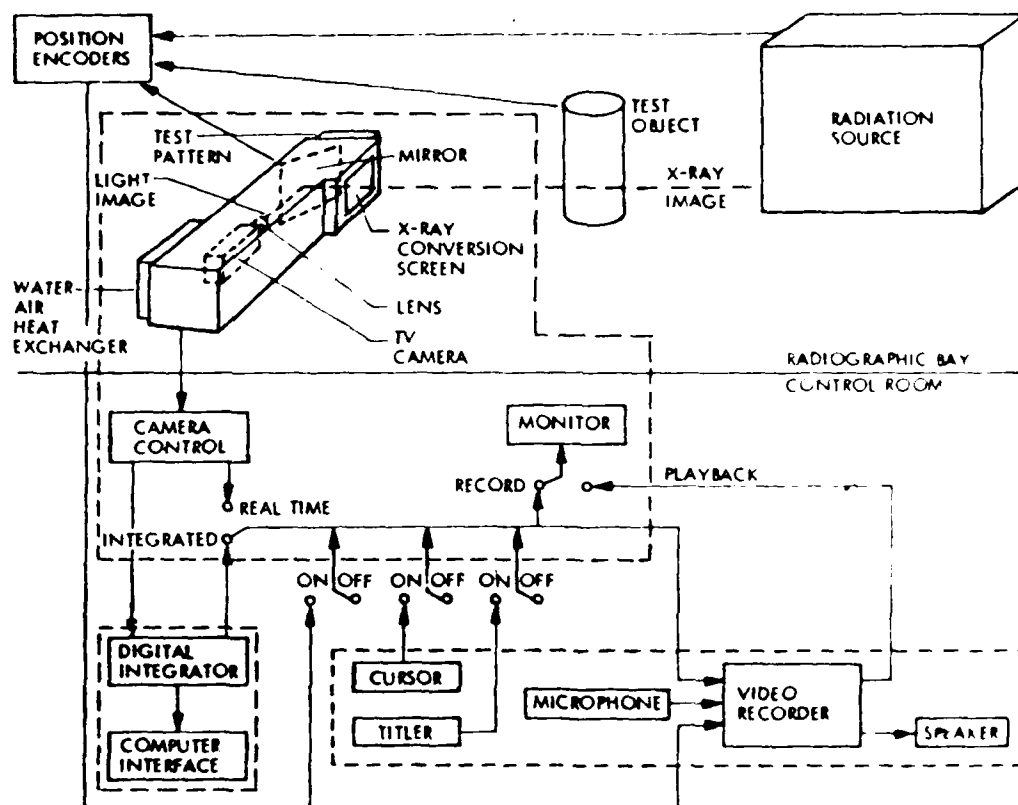 POSITION
ENCODERS
TEST
OBJECT
RADIATION
SOURCE
TEST
PATTERN
MIRROR
LIGHT
IMAGE
X-RAY
IMAGE
X-RAY
CONVERSION
SCREEN
WATER
AIR
HEAT
EXCHANGER
LENS
TV
CAMERA
RADIOGRAPHIC BAY
CONTROL ROOM
CAMERA
CONTROL
MONITOR
RECORD
PLAYBACK
REAL TIME
INTEGRATED
ON OFF ON OFF ON OFF
DIGITAL
INTEGRATOR
CURSOR
MICROPHONE
VIDEO
RECORDER
TITLER
SPEAKER
COMPUTER
INTERFACE